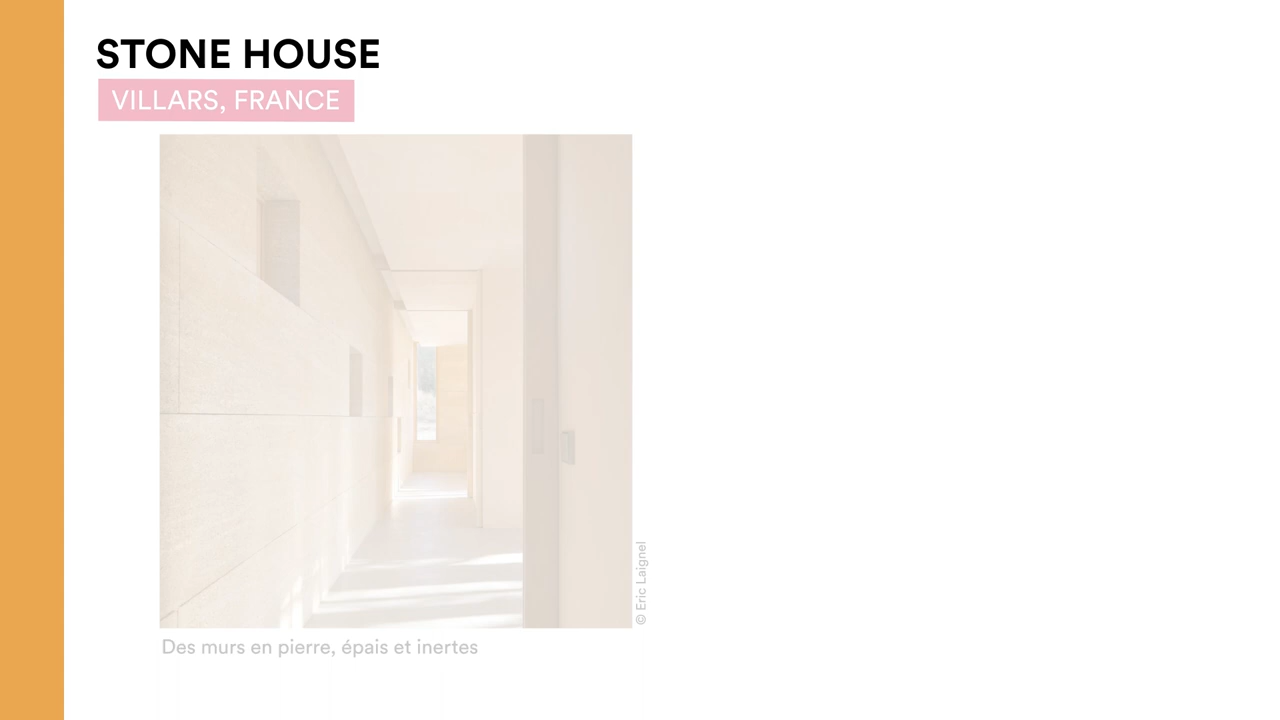 STONE HOUSE
VILLARS, FRANCE
© Eric Laignel
Des murs en pierre, épais et inertes